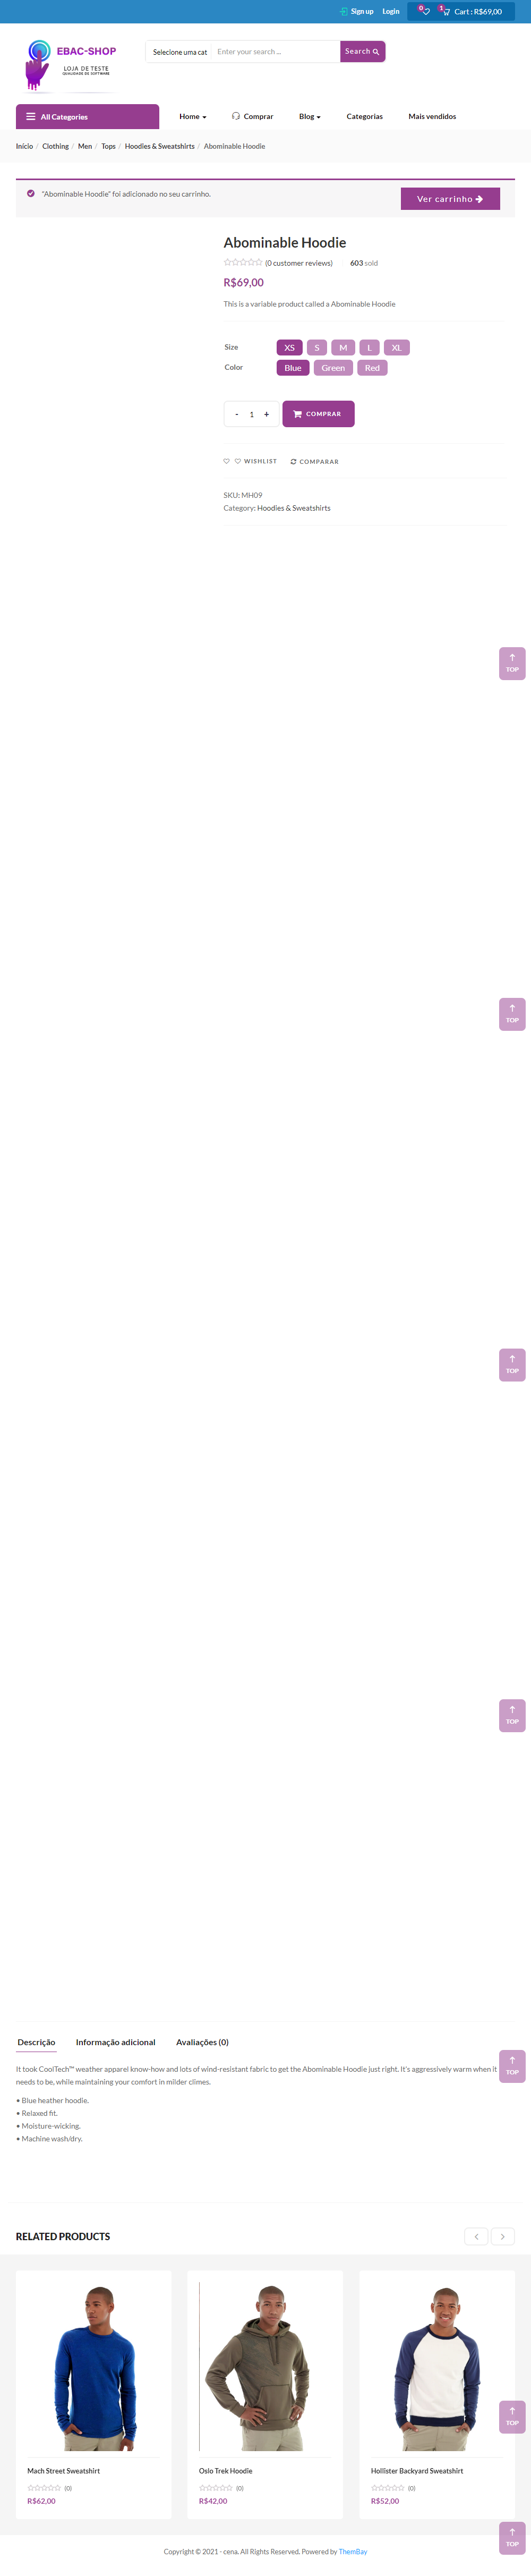 Sign up Login 0 1 Cart : R$69,00
EBAC-SHOP
LOJA DE TESTE
QUALIDADE DE SOFTWARE
Selecione uma cat Enter your search ... Search
All Categories Home Comprar Blog Categorias Mais vendidos
Início / Clothing / Men / Tops / Hoodies & Sweatshirts / Abominable Hoodie
"Abominable Hoodie" foi adicionado no seu carrinho. Ver carrinho
Abominable Hoodie
(0 customer reviews) 603 sold
R$69,00
This is a variable product called a Abominable Hoodie
Size XS S M L XL
Color Blue Green Red
- 1 + COMPRAR
WISHLIST COMPARAR
SKU: MH09
Category: Hoodies & Sweatshirts
TOP
TOP
TOP
TOP
Descrição Informação adicional Avaliações (0)
It took CoolTech™ weather apparel know-how and lots of wind-resistant fabric to get the Abominable Hoodie just right. It's aggressively warm when it
needs to be, while maintaining your comfort in milder climes.
TOP
• Blue heather hoodie.
• Relaxed fit.
• Moisture-wicking.
• Machine wash/dry.
RELATED PRODUCTS
TOP
Mach Street Sweatshirt
(0)
R$62,00
Oslo Trek Hoodie
(0)
R$42,00
Hollister Backyard Sweatshirt
(0)
R$52,00
TOP
Copyright © 2021 - cena. All Rights Reserved. Powered by ThemBay